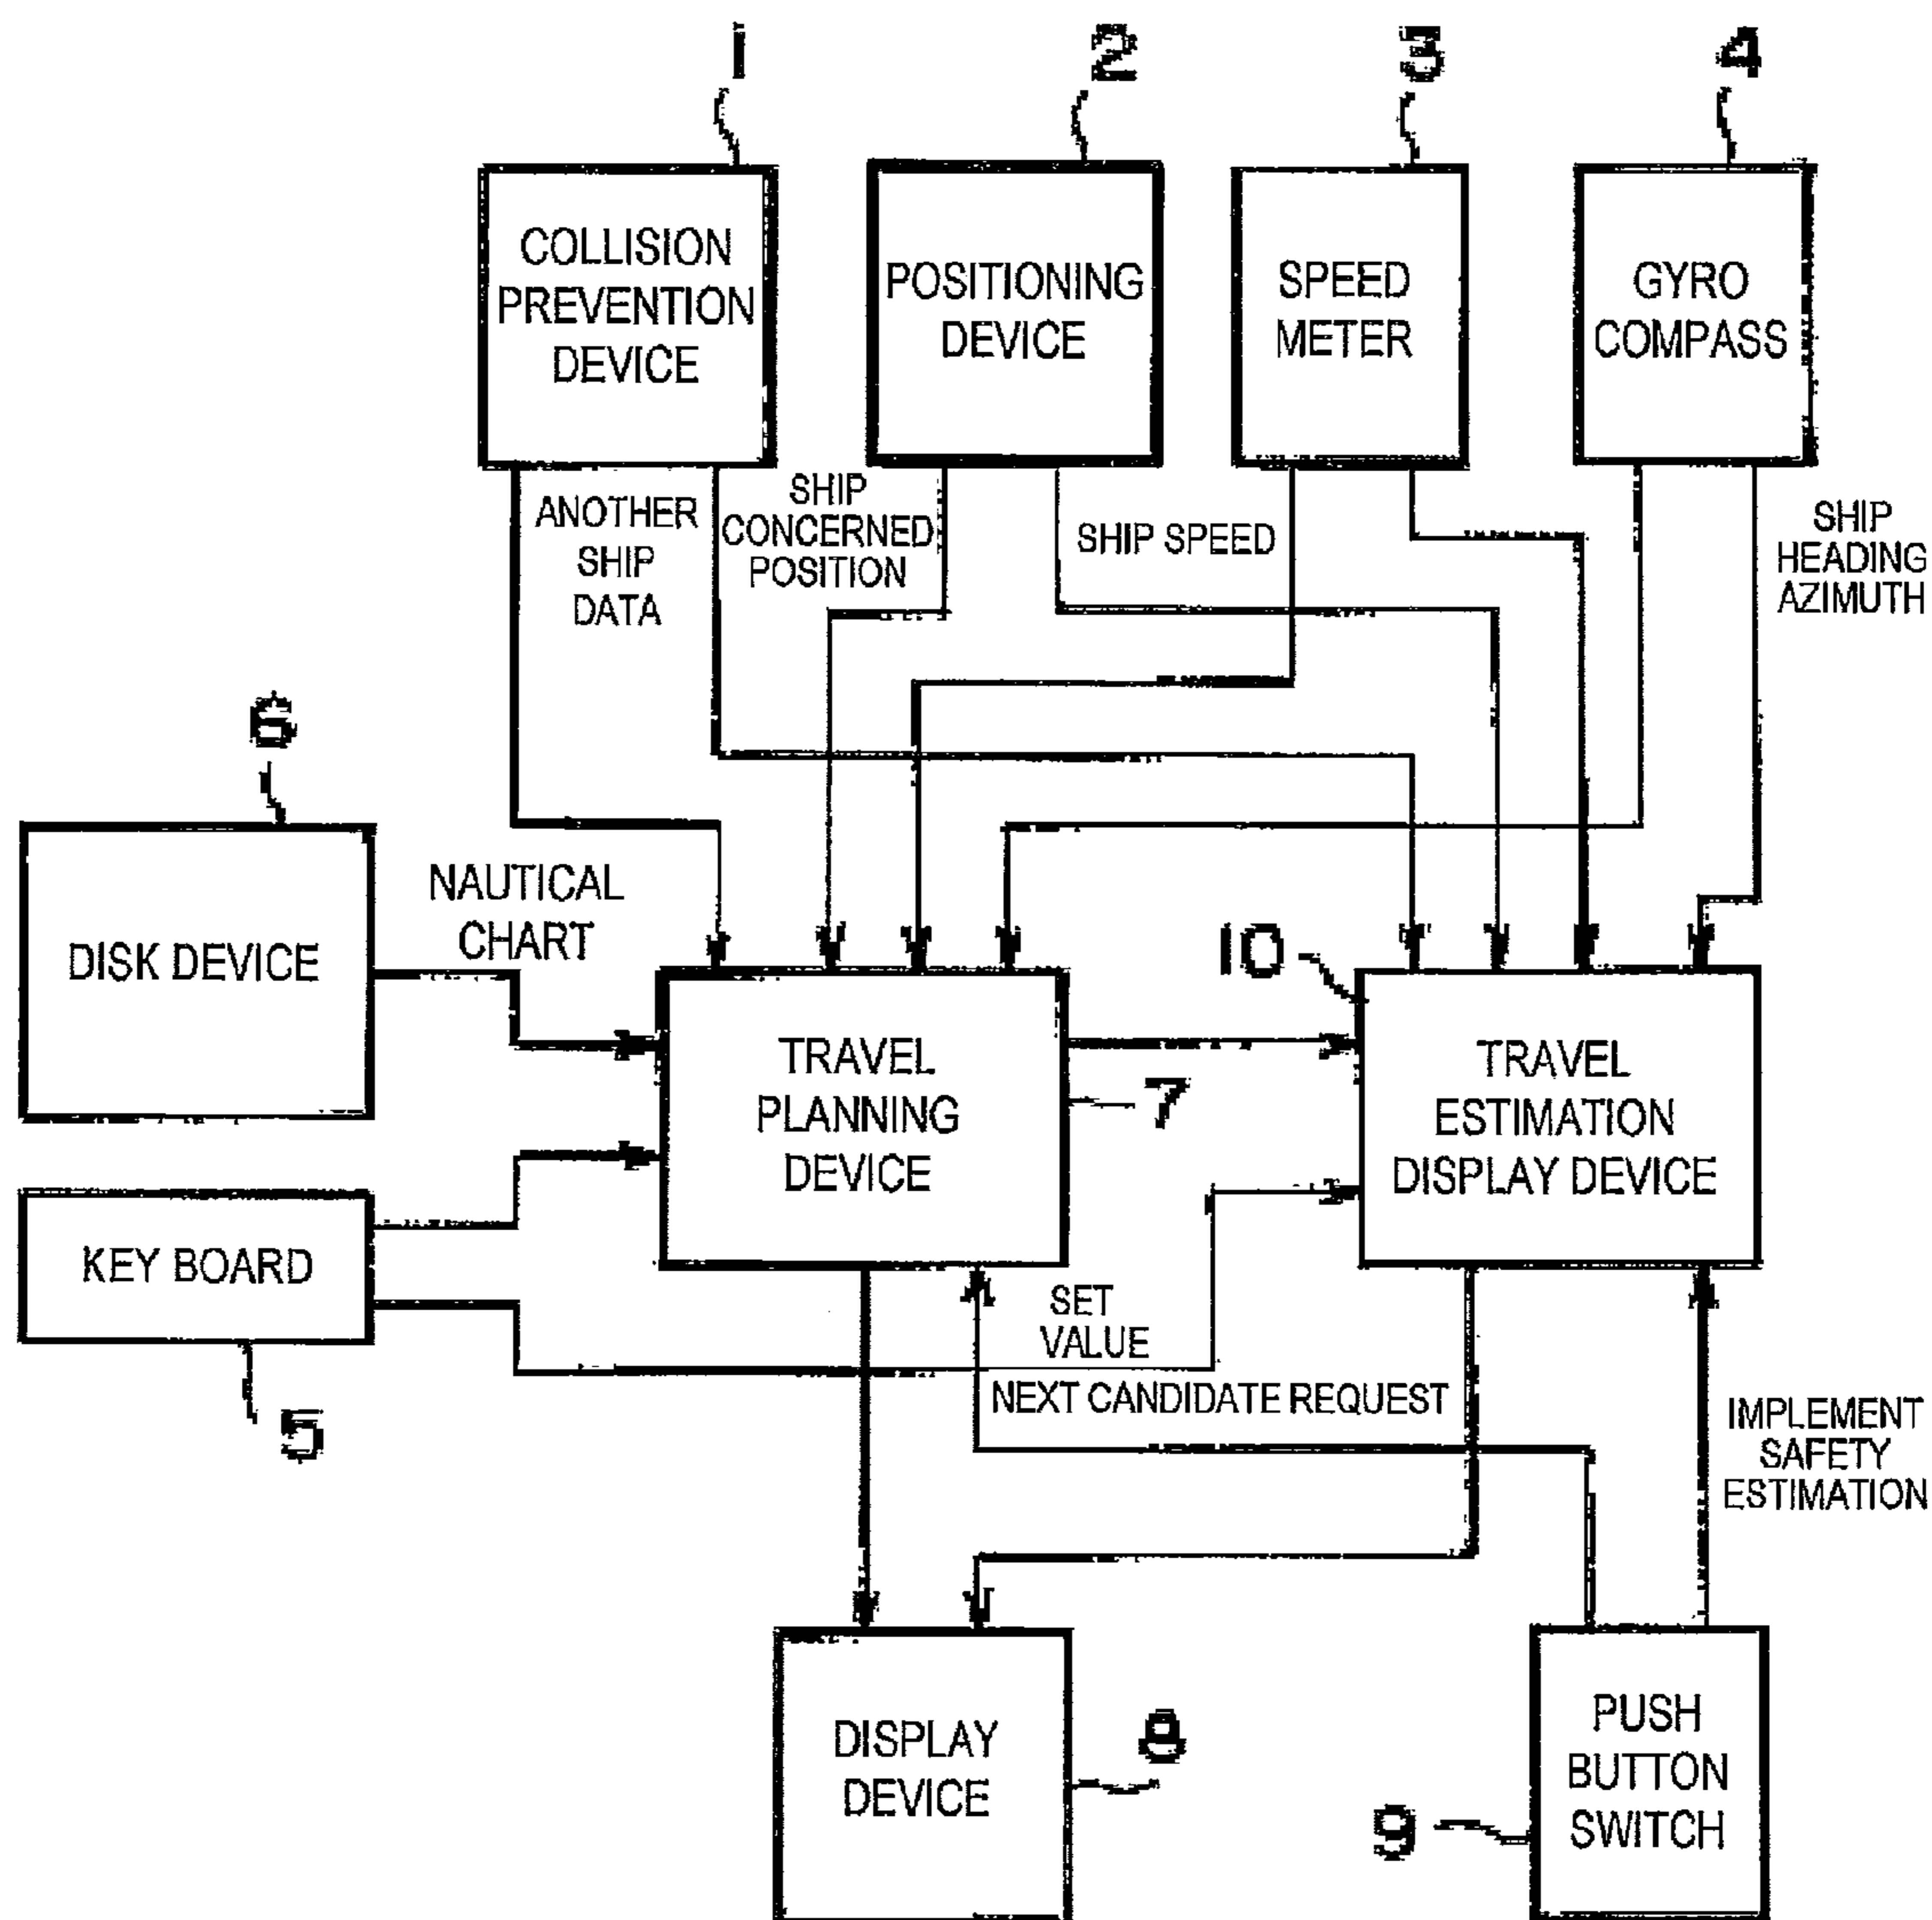 1
2
3
4
COLLISION
PREVENTION
DEVICE
POSITIONING
DEVICE
SPEED
METER
GYRO
COMPASS
ANOTHER
SHIP
DATA
SHIP
CONCERNED
POSITION
SHIP SPEED
SHIP
HEADING
AZIMUTH
6
DISK DEVICE
NAUTICAL
CHART
10
TRAVEL
PLANNING
DEVICE
7
TRAVEL
ESTIMATION
DISPLAY DEVICE
KEY BOARD
5
SET
VALUE
NEXT CANDIDATE REQUEST
IMPLEMENT
SAFETY
ESTIMATION
DISPLAY
DEVICE
8
PUSH
BUTTON
SWITCH
9